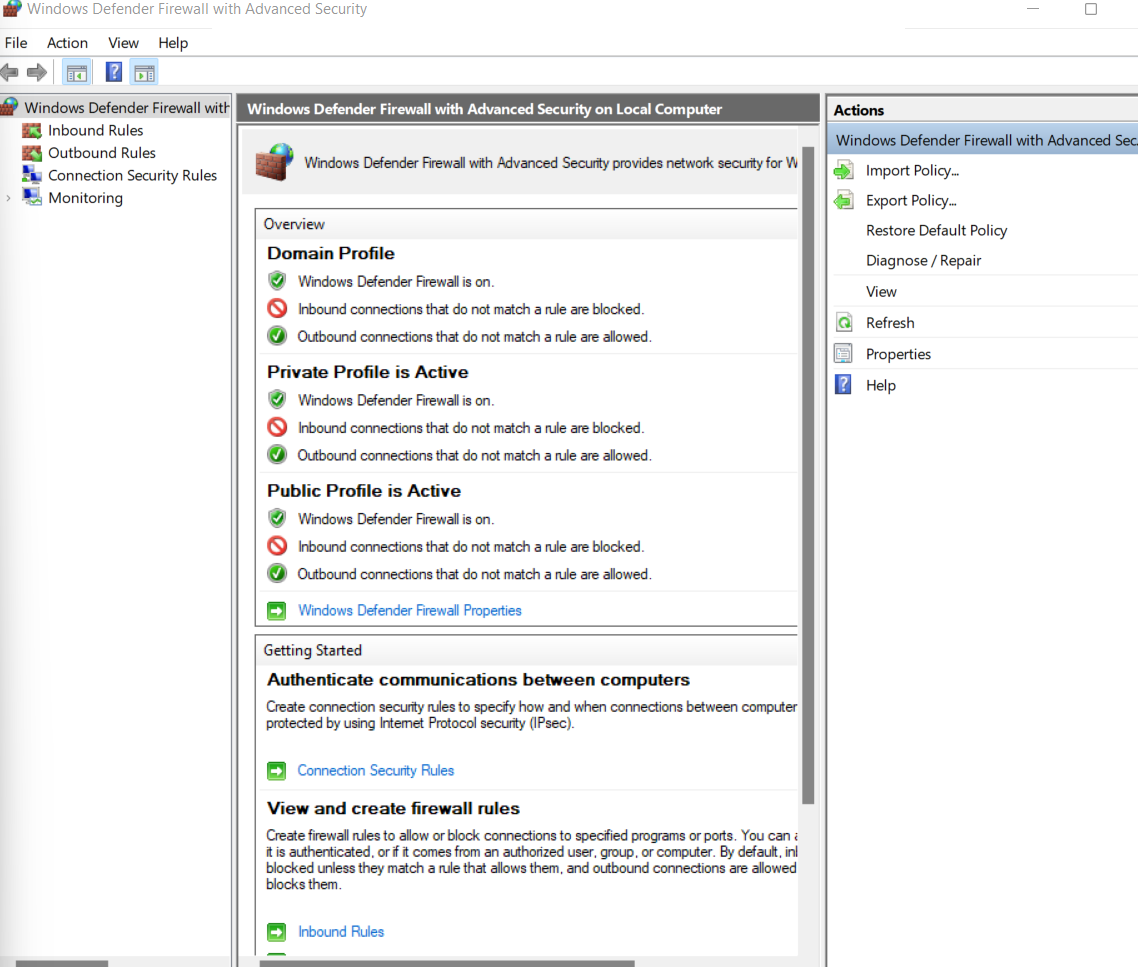 Windows Defender Firewall with Advanced Security
File Action View Help
Windows Defender Firewall with
Inbound Rules
Outbound Rules
Connection Security Rules
Monitoring
Windows Defender Firewall with Advanced Security on Local Computer
Windows Defender Firewall with Advanced Security provides network security for W
Overview
Domain Profile
Windows Defender Firewall is on.
Inbound connections that do not match a rule are blocked.
Outbound connections that do not match a rule are allowed.
Private Profile is Active
Windows Defender Firewall is on.
Inbound connections that do not match a rule are blocked.
Outbound connections that do not match a rule are allowed.
Public Profile is Active
Windows Defender Firewall is on.
Inbound connections that do not match a rule are blocked.
Outbound connections that do not match a rule are allowed.
Windows Defender Firewall Properties
Getting Started
Authenticate communications between computers
Create connection security rules to specify how and when connections between computer
protected by using Internet Protocol security (IPsec).
Connection Security Rules
View and create firewall rules
Create firewall rules to allow or block connections to specified programs or ports. You can a
it is authenticated, or if it comes from an authorized user, group, or computer. By default, inl
blocked unless they match a rule that allows them, and outbound connections are allowed
blocks them.
Inbound Rules
Actions
Windows Defender Firewall with Advanced Sec
Import Policy...
Export Policy...
Restore Default Policy
Diagnose / Repair
View
Refresh
Properties
Help